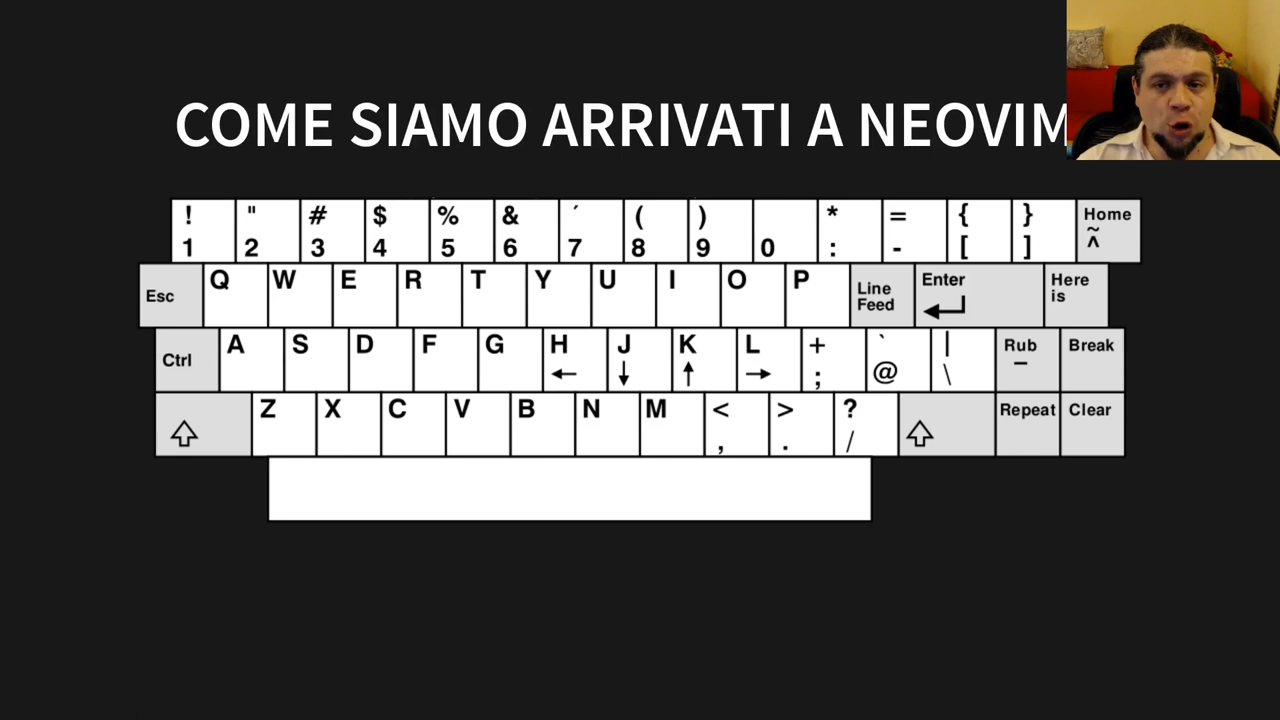 COME SIAMO ARRIVATI A NEOVIM
! " # $ % & ´ ( ) * = { } Home ~
1 2 3 4 5 6 7 8 9 0 : - [ ] ^
Esc Q W E R T Y U I O P Line Feed Enter Here is
Ctrl A S D F G H J K L + ` | Rub Break
← ↓ ↑ → ; @ \ _
Z X C V B N M < > ? Repeat Clear
, . /